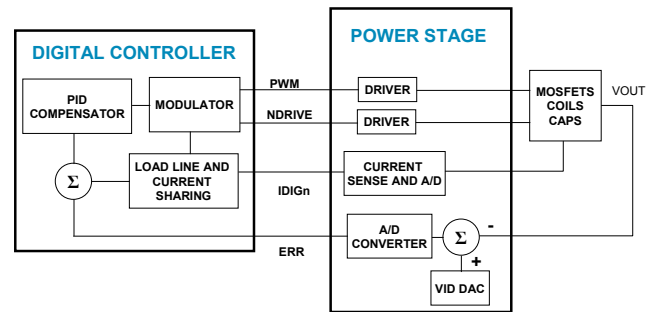 DIGITAL CONTROLLER
PID
COMPENSATOR
MODULATOR
Σ
LOAD LINE AND
CURRENT
SHARING
PWM
NDRIVE
IDIGn
ERR
POWER STAGE
DRIVER
DRIVER
CURRENT
SENSE AND A/D
A/D
CONVERTER
Σ
-
+
VID DAC
MOSFETS
COILS
CAPS
VOUT